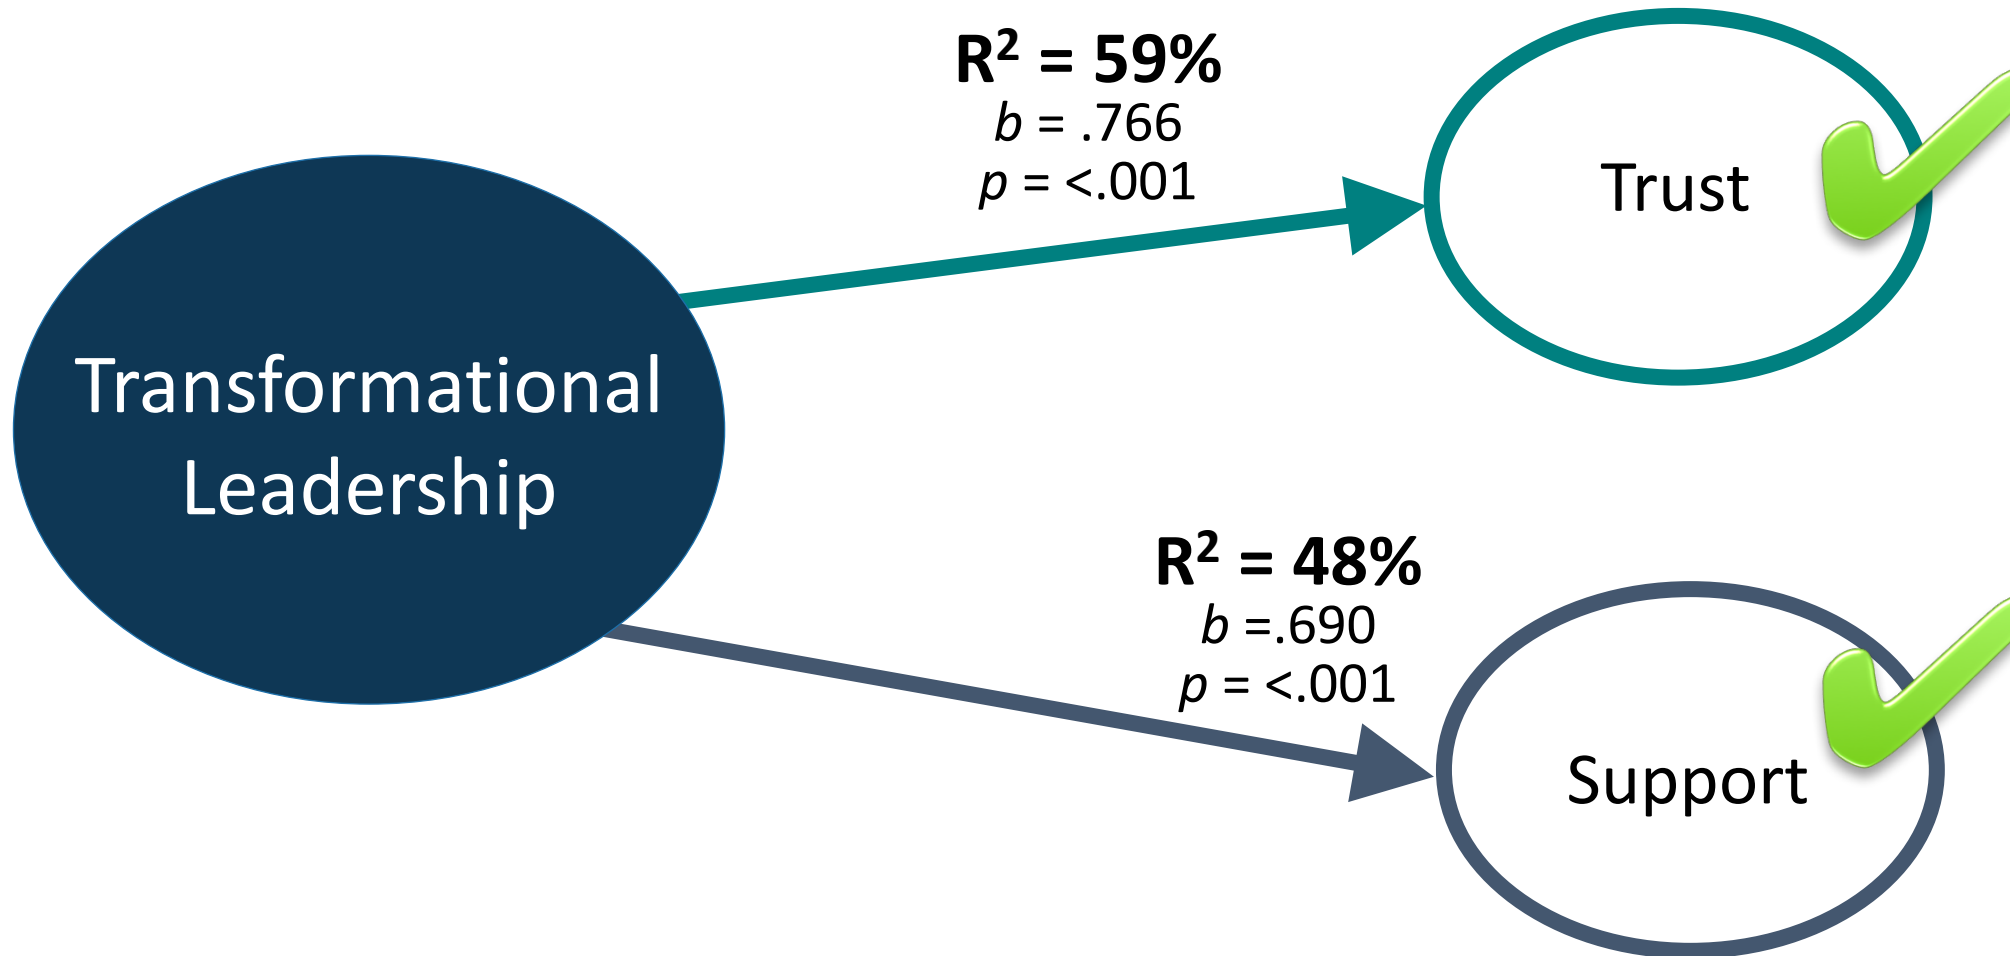 R² = 59%
b = .766
p = <.001
Trust
Transformational
Leadership
R² = 48%
b =.690
p = <.001
Support